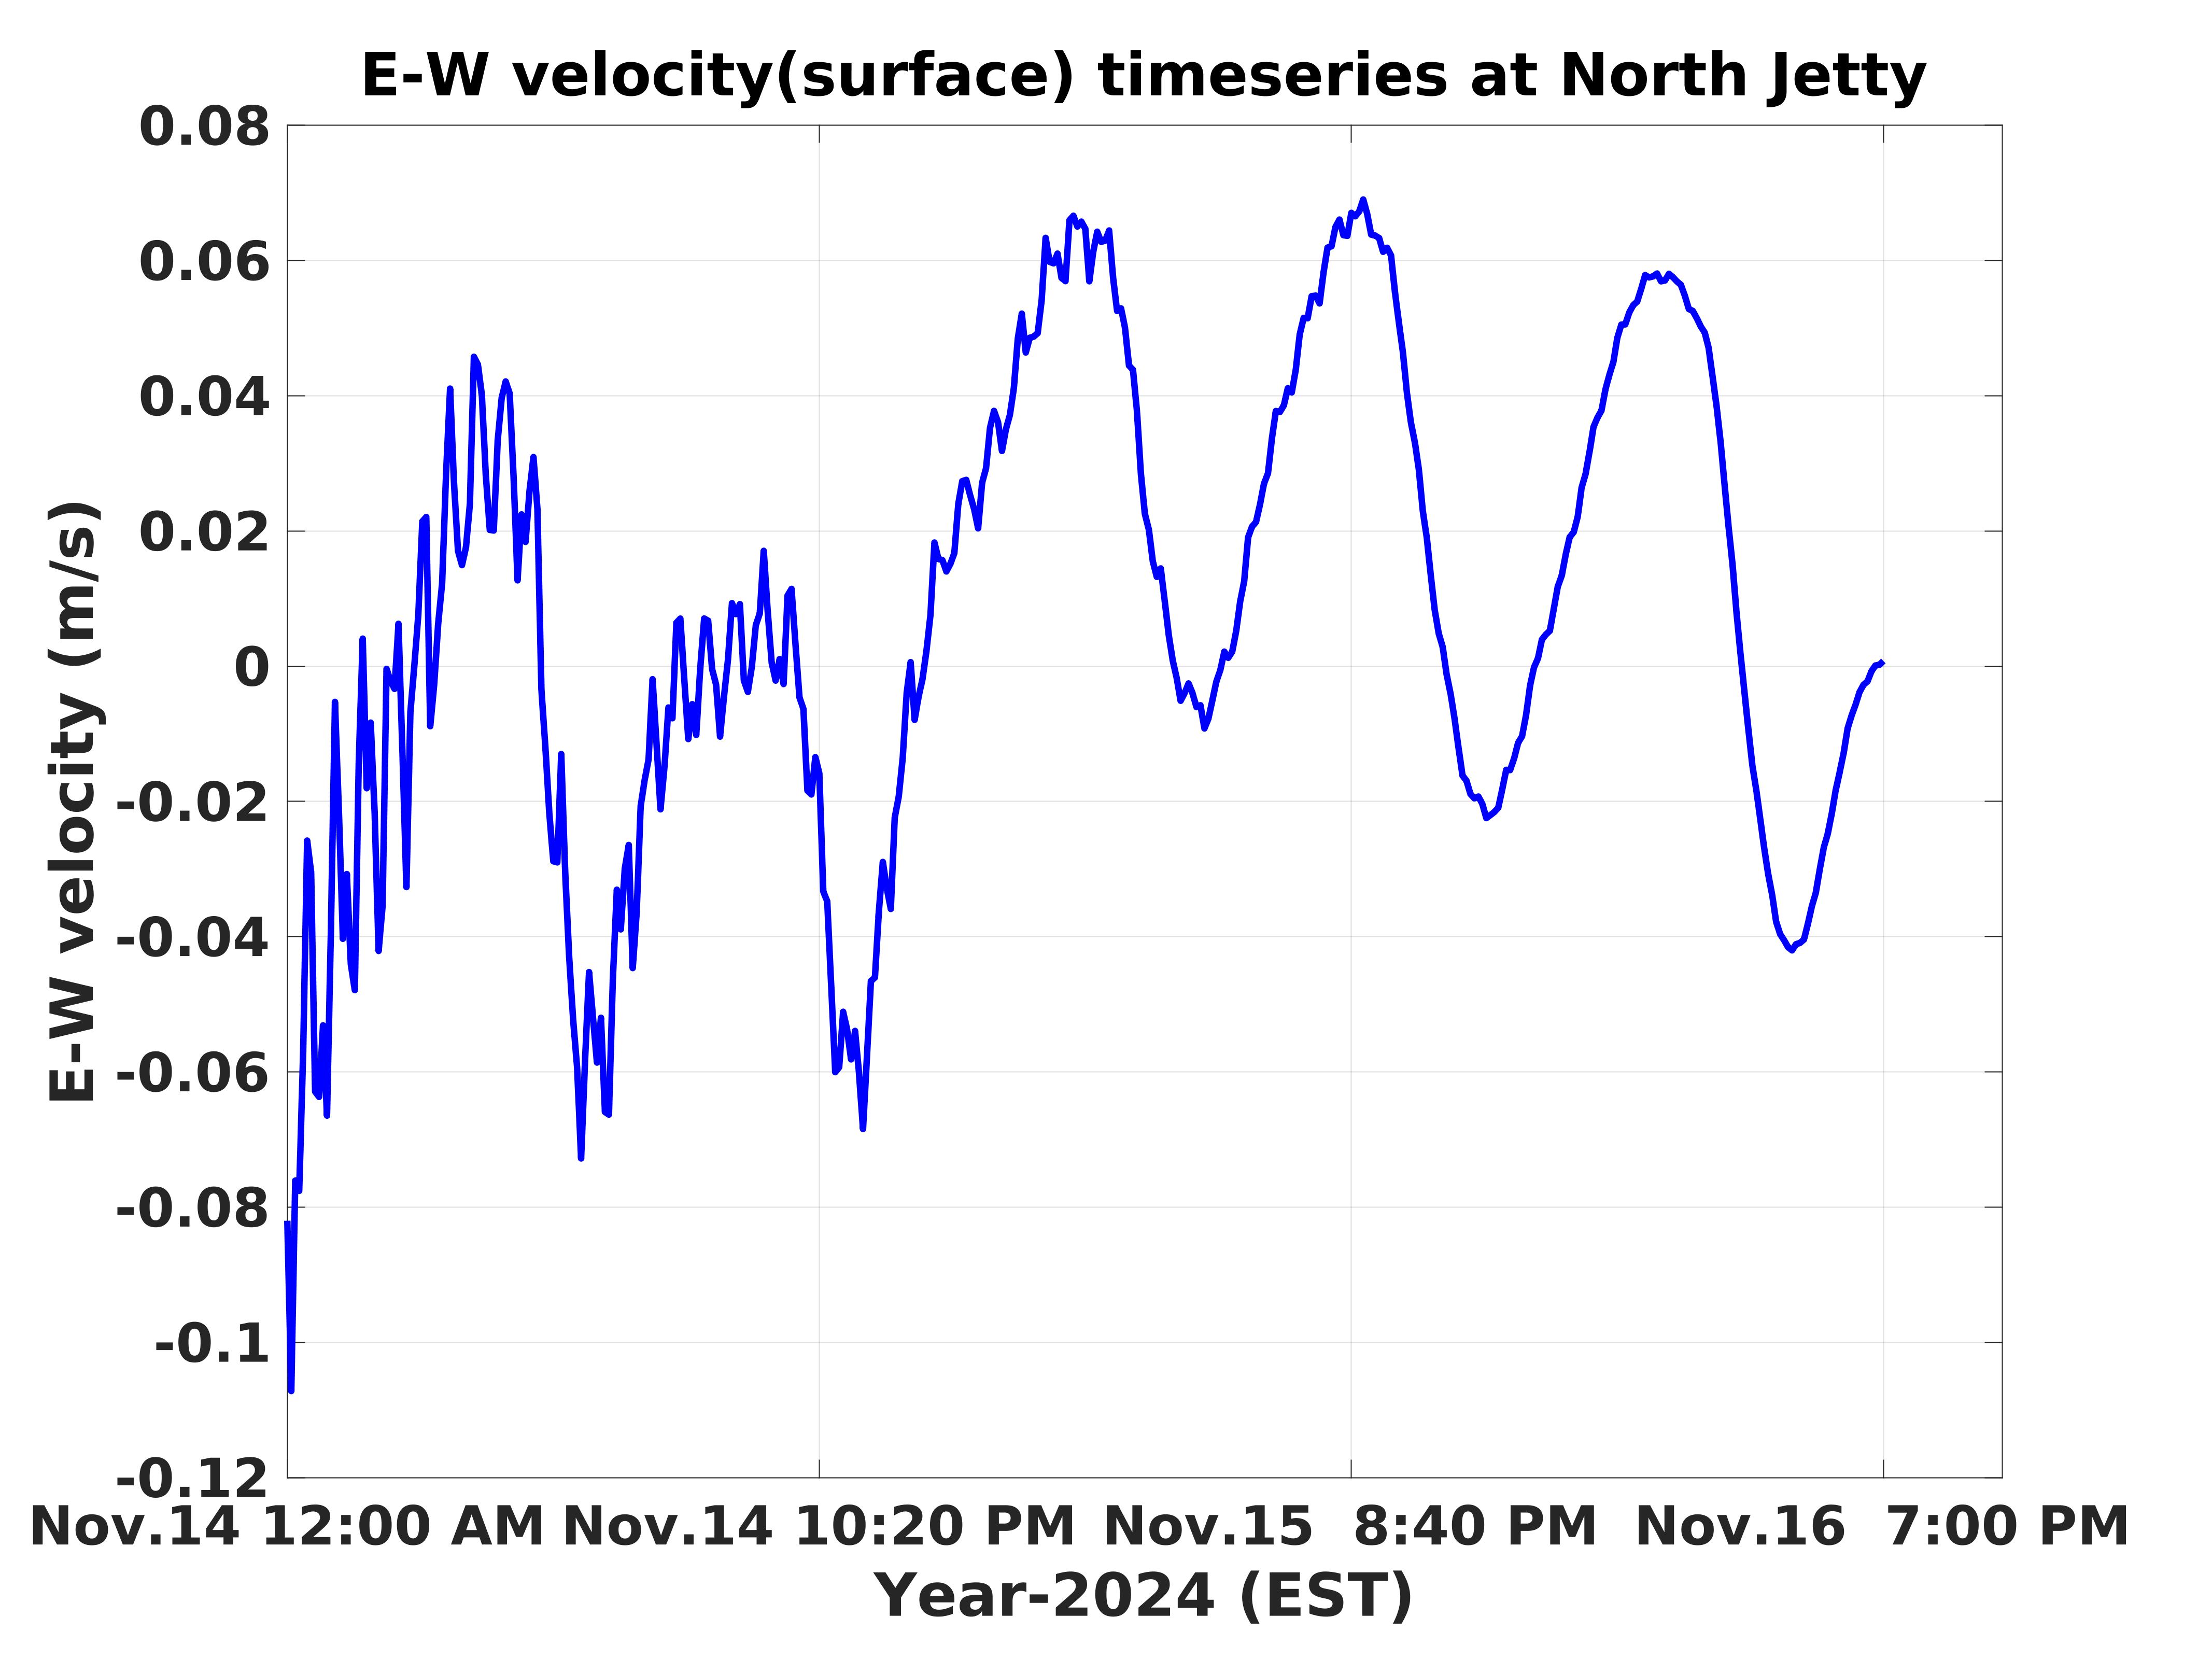 E-W velocity(surface) timeseries at North Jetty
E-W velocity (m/s)
0.08
0.06
0.04
0.02
0
-0.02
-0.04
-0.06
-0.08
-0.1
-0.12
Nov.14 12:00 AM Nov.14 10:20 PM Nov.15 8:40 PM Nov.16 7:00 PM
Year-2024 (EST)